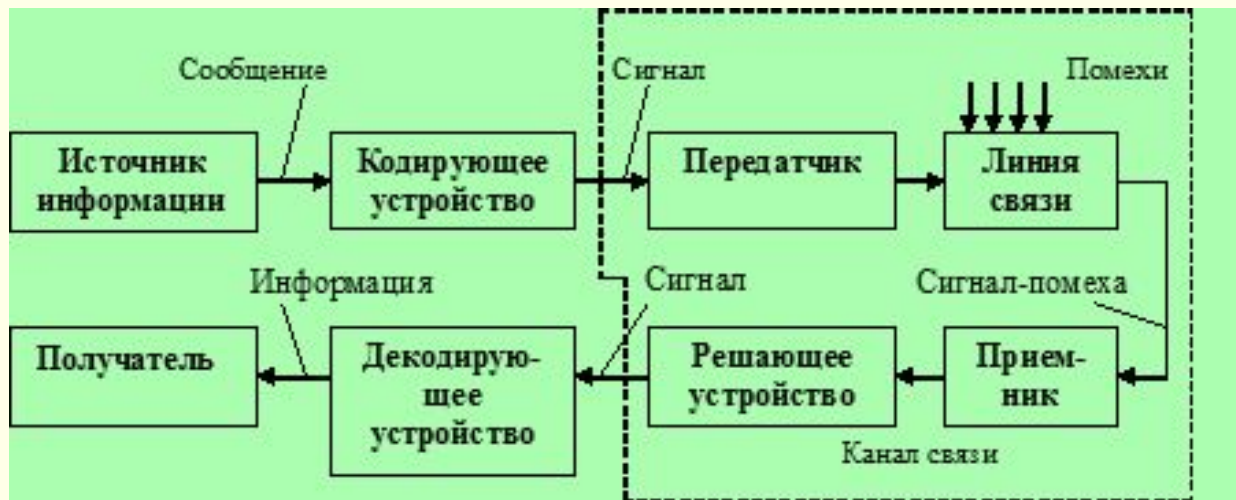 Сообщение
Сигнал
Помехи
Источник
информации
Кодирующее
устройство
Передатчик
Линия
связи
Информация
Сигнал
Сигнал-помеха
Получатель
Декодирую-
щее
устройство
Решающее
устройство
Прием-
ник
Канал связи